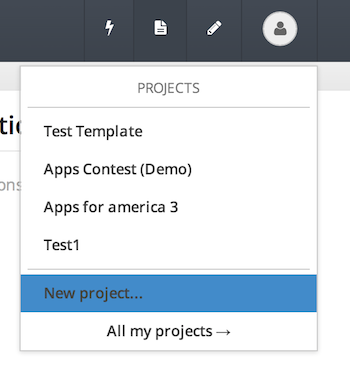 PROJECTS
Test Template
Apps Contest (Demo)
Apps for america 3
Test1
New project...
All my projects →